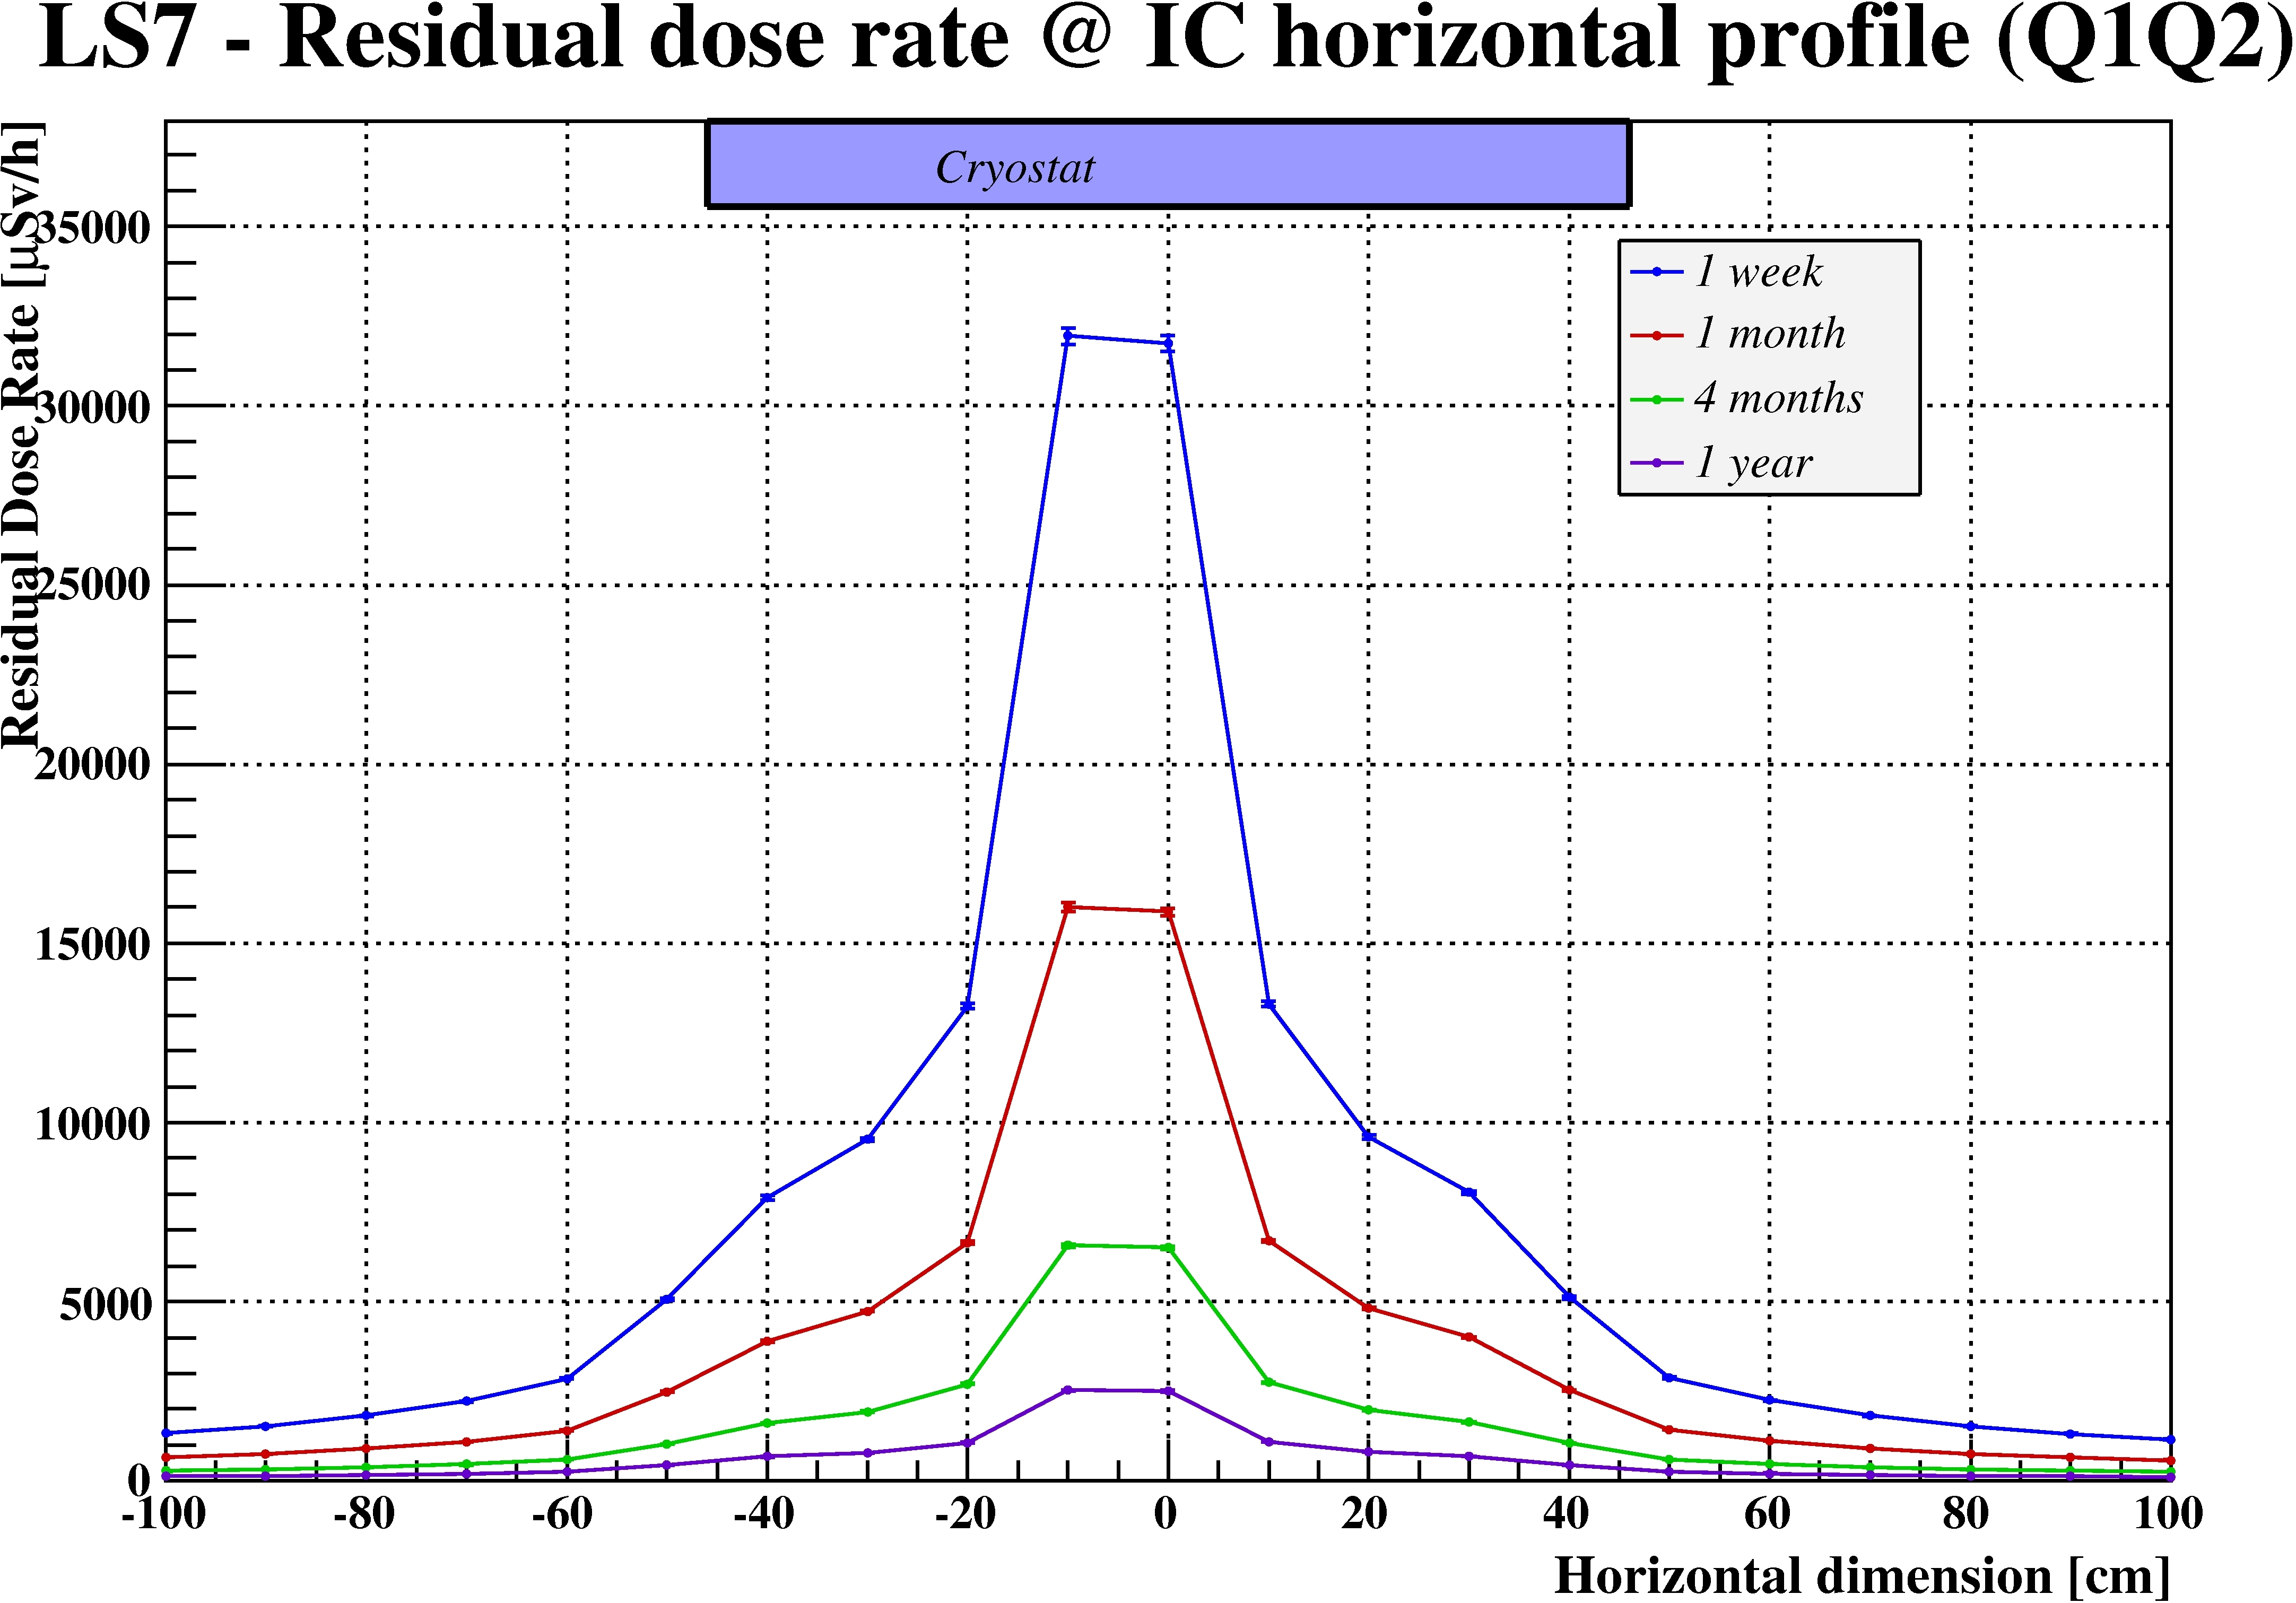 LS7 - Residual dose rate @ IC horizontal profile (Q1Q2)
Residual Dose Rate [μSv/h]
Cryostat
1 week
1 month
4 months
1 year
35000
30000
25000
20000
15000
10000
5000
0
-100 -80 -60 -40 -20 0 20 40 60 80 100
Horizontal dimension [cm]